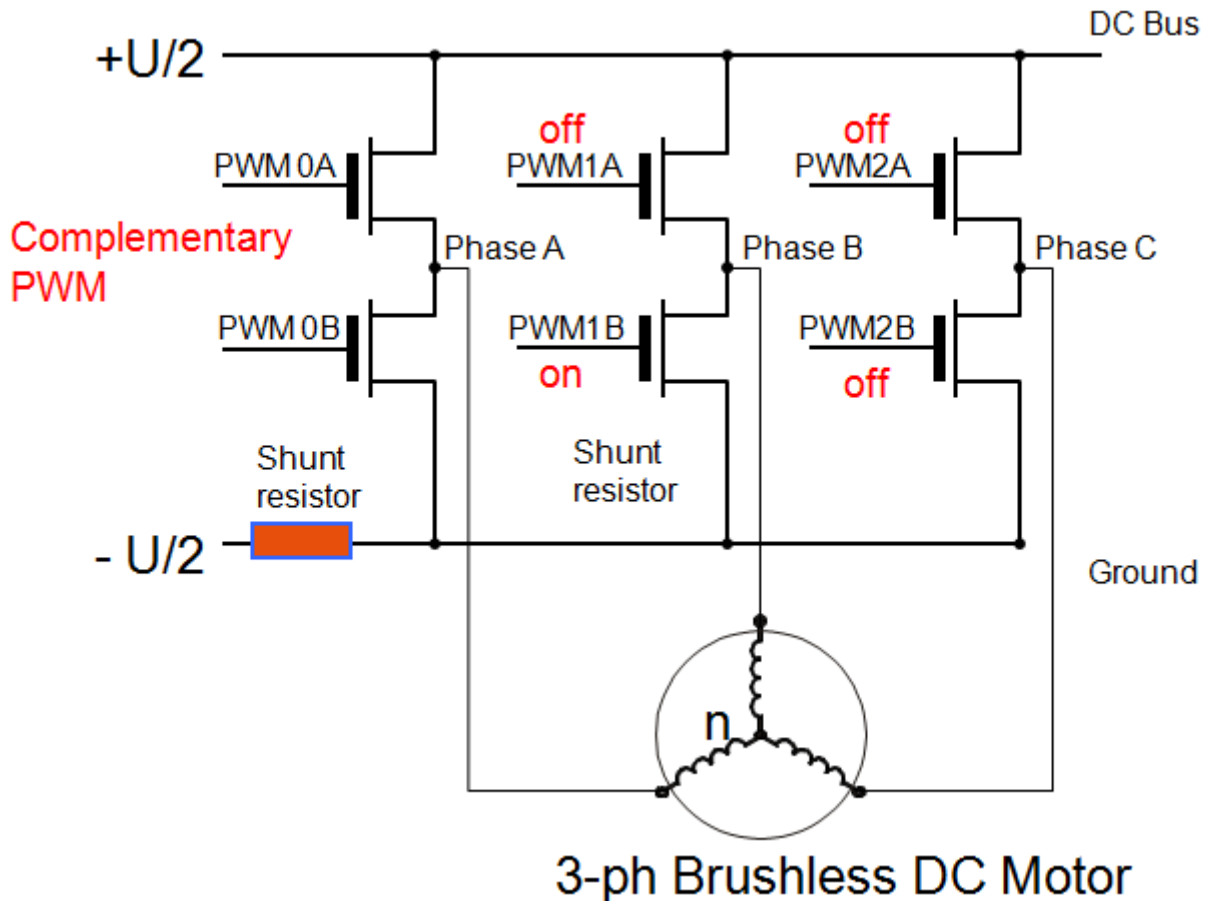 DC Bus
+U/2
off
off
PWM 0A
PWM1A
PWM2A
Complementary
PWM
Phase A
Phase B
Phase C
PWM 0B
PWM1B
PWM2B
on
off
Shunt
resistor
Shunt
resistor
- U/2
Ground
n
3-ph Brushless DC Motor